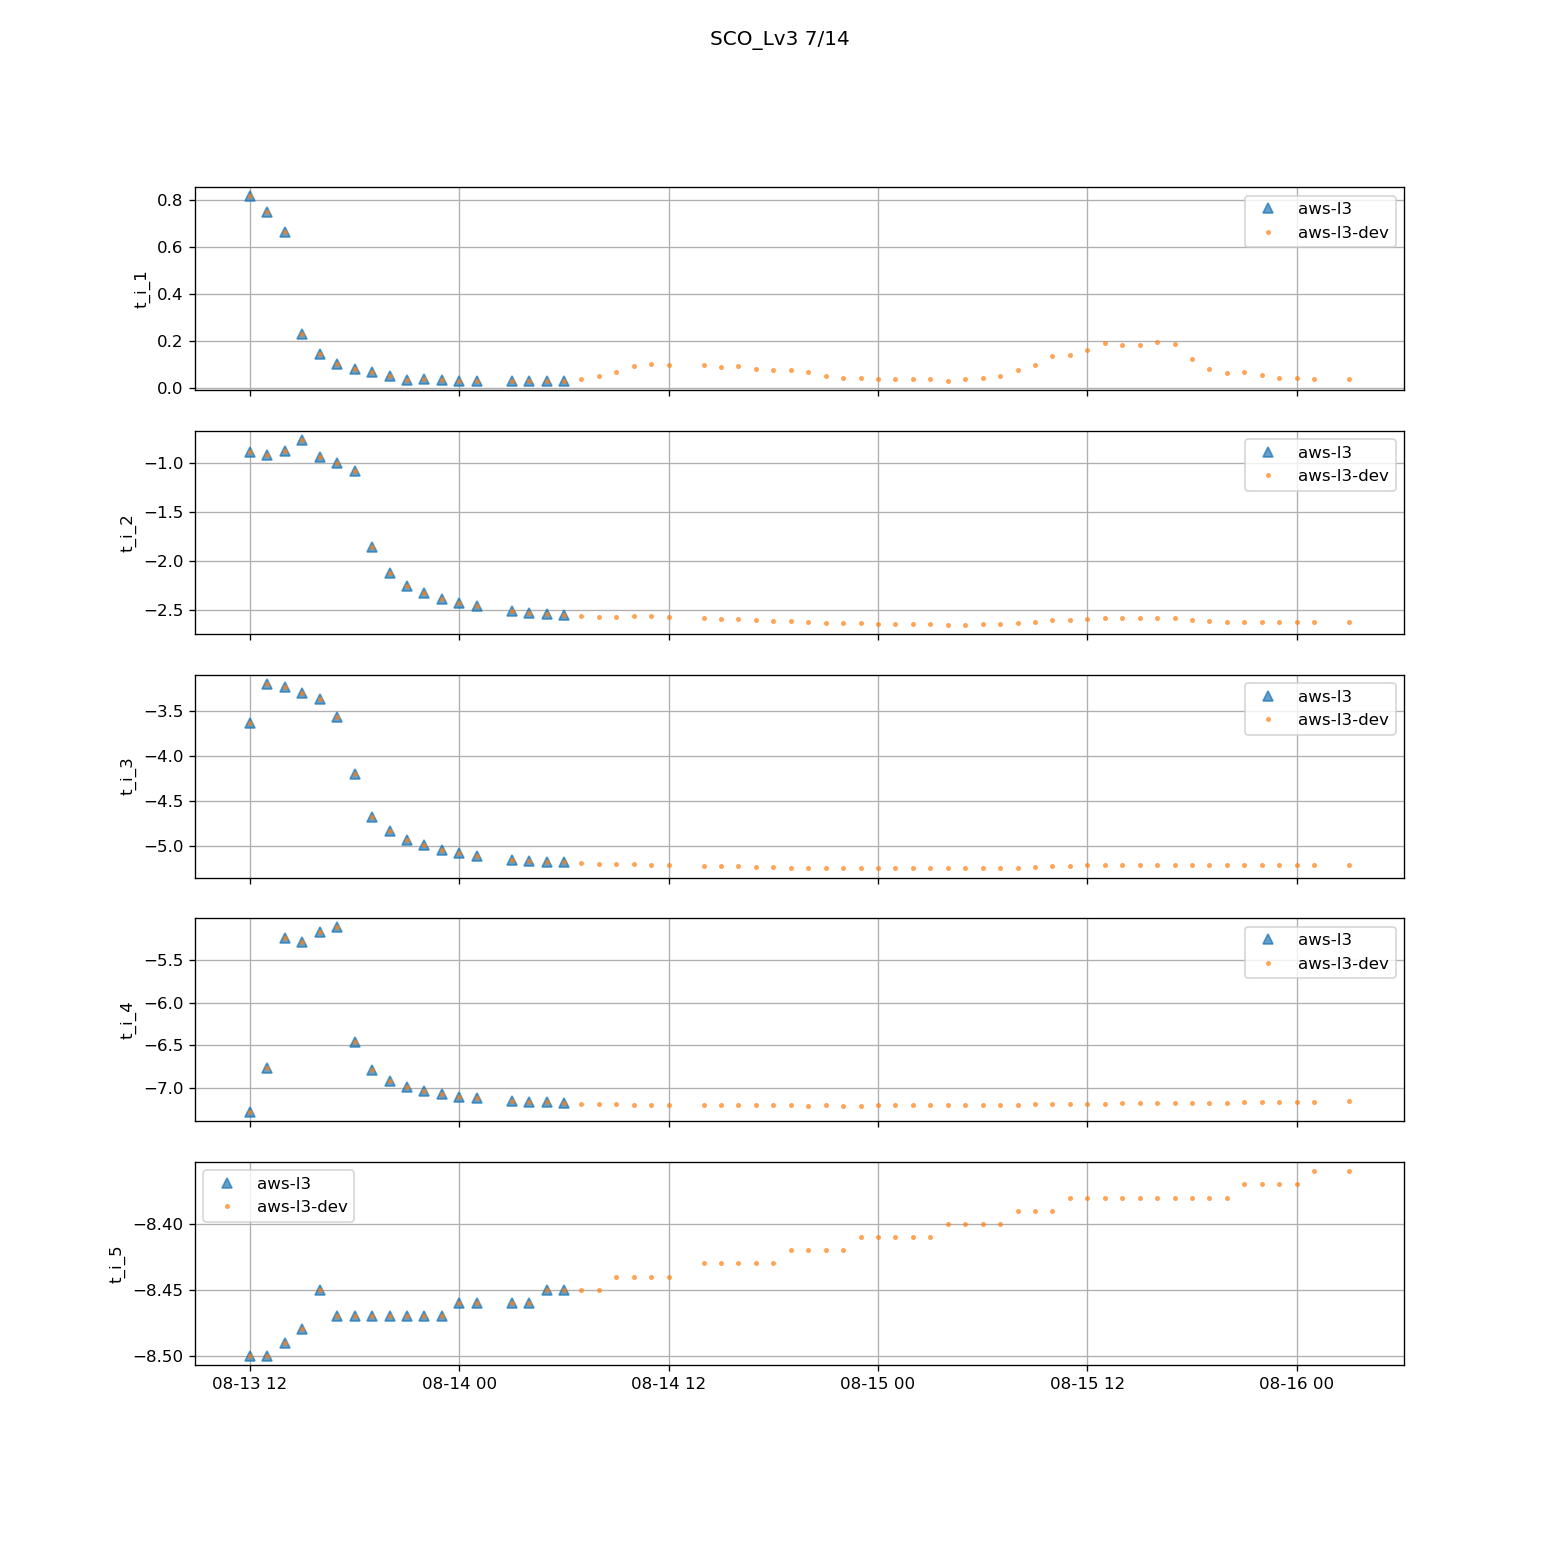 SCO_Lv3 7/14
0.8
0.6
0.4
0.2
0.0
t_i_1
aws-l3
aws-l3-dev
−1.0
−1.5
−2.0
−2.5
t_i_2
aws-l3
aws-l3-dev
−3.5
−4.0
−4.5
−5.0
t_i_3
aws-l3
aws-l3-dev
−5.5
−6.0
−6.5
−7.0
t_i_4
aws-l3
aws-l3-dev
−8.40
−8.45
−8.50
t_i_5
aws-l3
aws-l3-dev
08-13 12
08-14 00
08-14 12
08-15 00
08-15 12
08-16 00